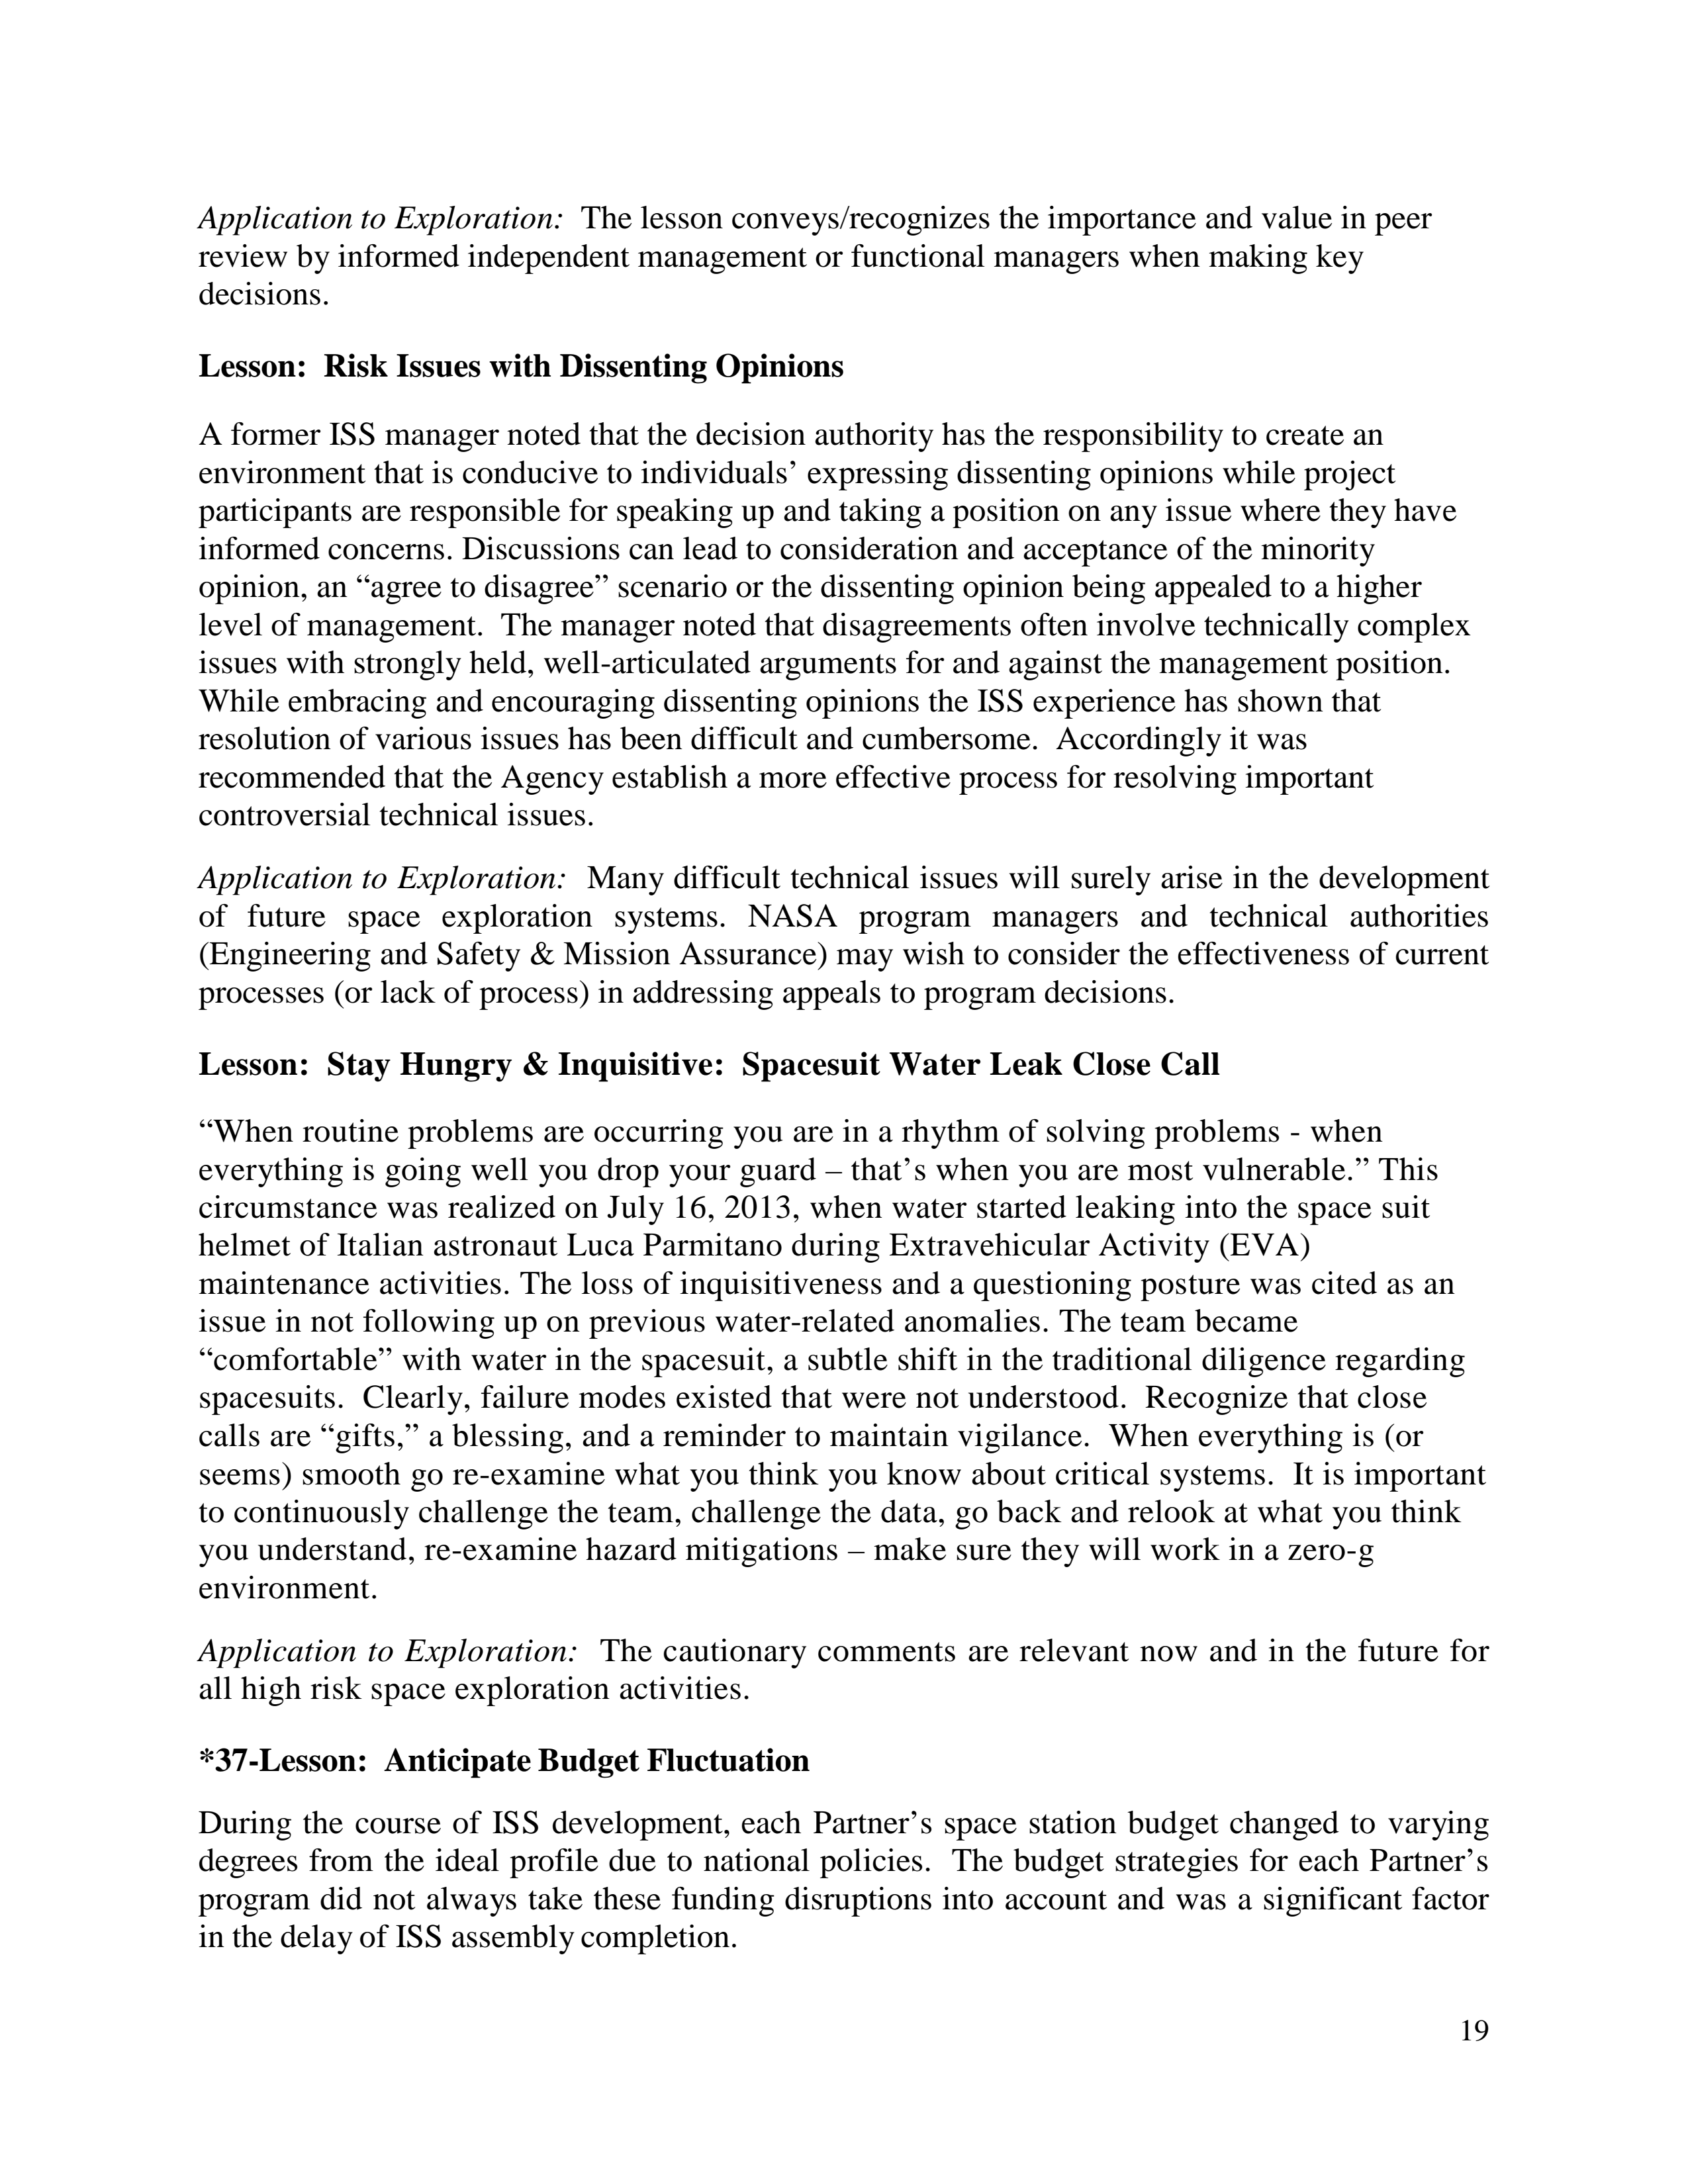 Application to Exploration:  The lesson conveys/recognizes the importance and value in peer
review by informed independent management or functional managers when making key
decisions.
Lesson:  Risk Issues with Dissenting Opinions
A former ISS manager noted that the decision authority has the responsibility to create an
environment that is conducive to individuals’ expressing dissenting opinions while project
participants are responsible for speaking up and taking a position on any issue where they have
informed concerns. Discussions can lead to consideration and acceptance of the minority
opinion, an “agree to disagree” scenario or the dissenting opinion being appealed to a higher
level of management.  The manager noted that disagreements often involve technically complex
issues with strongly held, well-articulated arguments for and against the management position.
While embracing and encouraging dissenting opinions the ISS experience has shown that
resolution of various issues has been difficult and cumbersome.  Accordingly it was
recommended that the Agency establish a more effective process for resolving important
controversial technical issues.
Application to Exploration:  Many difficult technical issues will surely arise in the development
of future space exploration systems. NASA program managers and technical authorities
(Engineering and Safety & Mission Assurance) may wish to consider the effectiveness of current
processes (or lack of process) in addressing appeals to program decisions.
Lesson:  Stay Hungry & Inquisitive:  Spacesuit Water Leak Close Call
“When routine problems are occurring you are in a rhythm of solving problems - when
everything is going well you drop your guard – that’s when you are most vulnerable.” This
circumstance was realized on July 16, 2013, when water started leaking into the space suit
helmet of Italian astronaut Luca Parmitano during Extravehicular Activity (EVA)
maintenance activities. The loss of inquisitiveness and a questioning posture was cited as an
issue in not following up on previous water-related anomalies. The team became
“comfortable” with water in the spacesuit, a subtle shift in the traditional diligence regarding
spacesuits.  Clearly, failure modes existed that were not understood.  Recognize that close
calls are “gifts,” a blessing, and a reminder to maintain vigilance.  When everything is (or
seems) smooth go re-examine what you think you know about critical systems.  It is important
to continuously challenge the team, challenge the data, go back and relook at what you think
you understand, re-examine hazard mitigations – make sure they will work in a zero-g
environment.
Application to Exploration:  The cautionary comments are relevant now and in the future for
all high risk space exploration activities.
*37-Lesson:  Anticipate Budget Fluctuation
During the course of ISS development, each Partner’s space station budget changed to varying
degrees from the ideal profile due to national policies.  The budget strategies for each Partner’s
program did not always take these funding disruptions into account and was a significant factor
in the delay of ISS assembly completion.
19